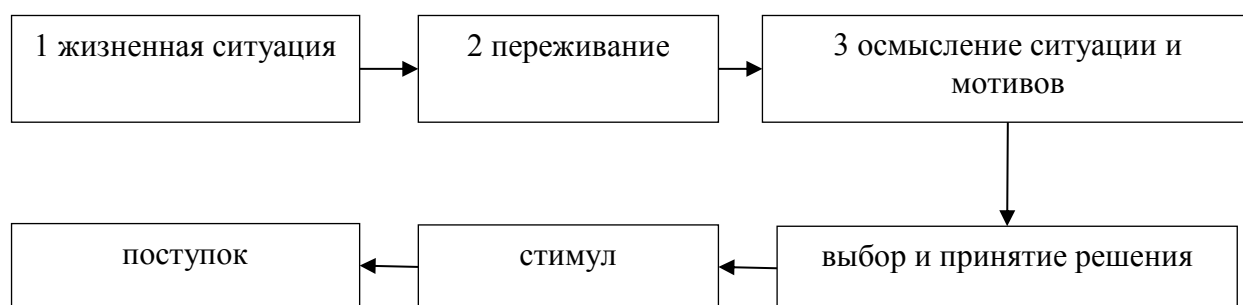 1 жизненная ситуация
2 переживание
3 осмысление ситуации и
мотивов
поступок
стимул
выбор и принятие решения